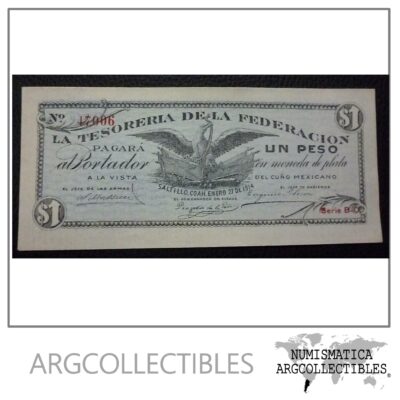 Nº 17006
$1
LA TESORERIA DE LA FEDERACION
PAGARÁ UN PESO
al Portador en moneda de plata
A LA VISTA DEL CUÑO MEXICANO
SALTILLO, COAH. ENERO DE 1914
EL JEFE DE LAS ARMAS EL JEFE DE HACIENDA
EL GOBERNADOR DEL ESTADO
$1
Serie B
ARGCOLLECTIBLES
NUMISMATICA
ARGCOLLECTIBLES